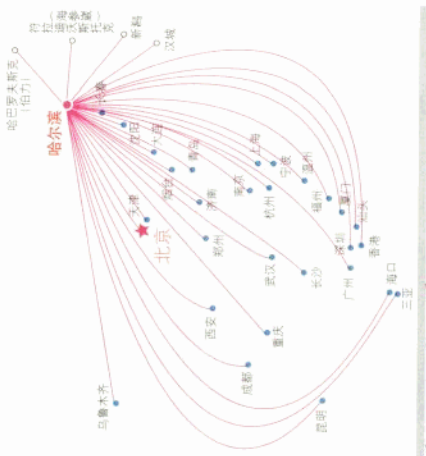 哈巴罗夫斯克
（伯力）
（海参崴）
符拉迪沃斯托克
新潟
汉城
哈尔滨
长春
沈阳
大连
烟台
青岛
天津
北京
济南
郑州
南京
上海
宁波
杭州
温州
福州
厦门
汕头
武汉
长沙
深圳
香港
广州
海口
三亚
西安
重庆
成都
昆明
乌鲁木齐